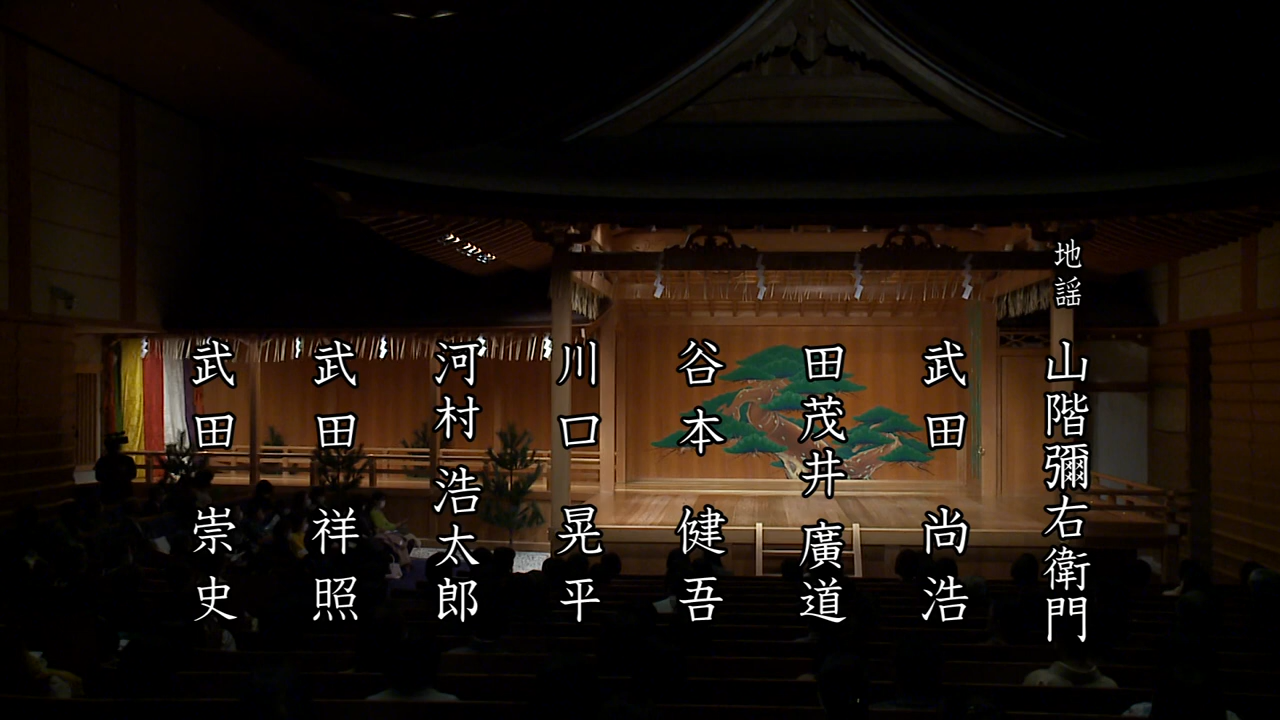 地謡
山階彌右衛門
武田尚浩
田茂井廣道
谷本健吾
川口晃平
河村浩太郎
武田祥照
武田崇史